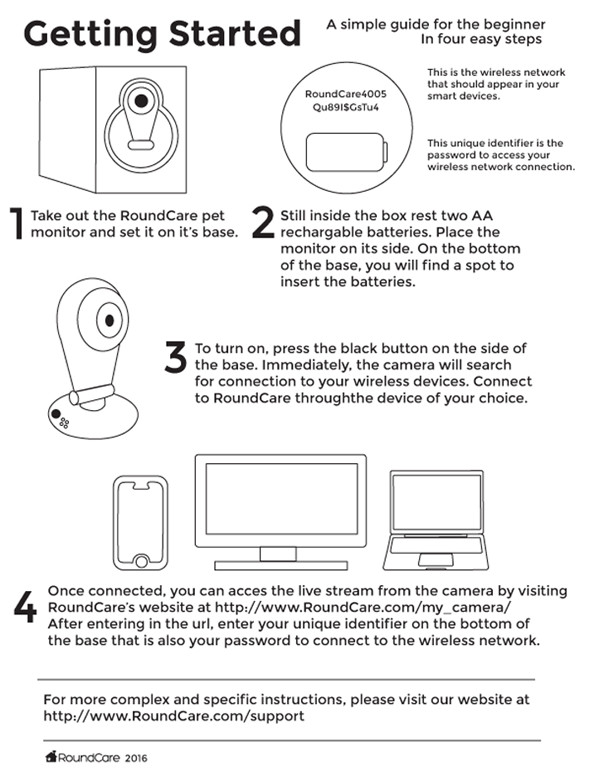 Getting Started
A simple guide for the beginner
In four easy steps
RoundCare4005
Qu89I$GsTu4
This is the wireless network
that should appear in your
smart devices.
This unique identifier is the
password to access your
wireless network connection.
1 Take out the RoundCare pet
monitor and set it on it's base.
2 Still inside the box rest two AA
rechargable batteries. Place the
monitor on its side. On the bottom
of the base, you will find a spot to
insert the batteries.
3 To turn on, press the black button on the side of
the base. Immediately, the camera will search
for connection to your wireless devices. Connect
to RoundCare throughthe device of your choice.
4 Once connected, you can acces the live stream from the camera by visiting
RoundCare's website at http://www.RoundCare.com/my_camera/
After entering in the url, enter your unique identifier on the bottom of
the base that is also your password to connect to the wireless network.
For more complex and specific instructions, please visit our website at
http://www.RoundCare.com/support
RoundCare 2016